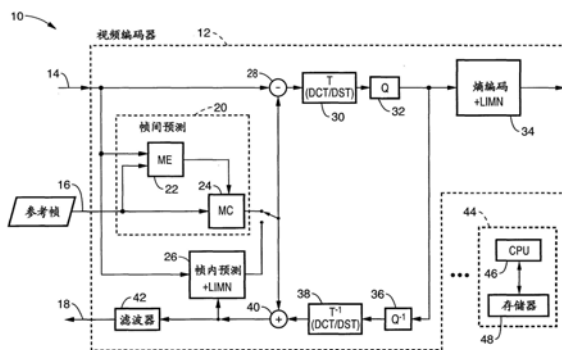 10
视频编码器
12
14
28
−
T
(DCT/DST)
30
Q
32
熵编码
+LIMN
34
20
帧间预测
ME
22
24
MC
16
参考帧
26
帧内预测
+LIMN
44
CPU
46
存储器
48
18
42
滤波器
40
+
38
T-1
(DCT/DST)
36
Q-1